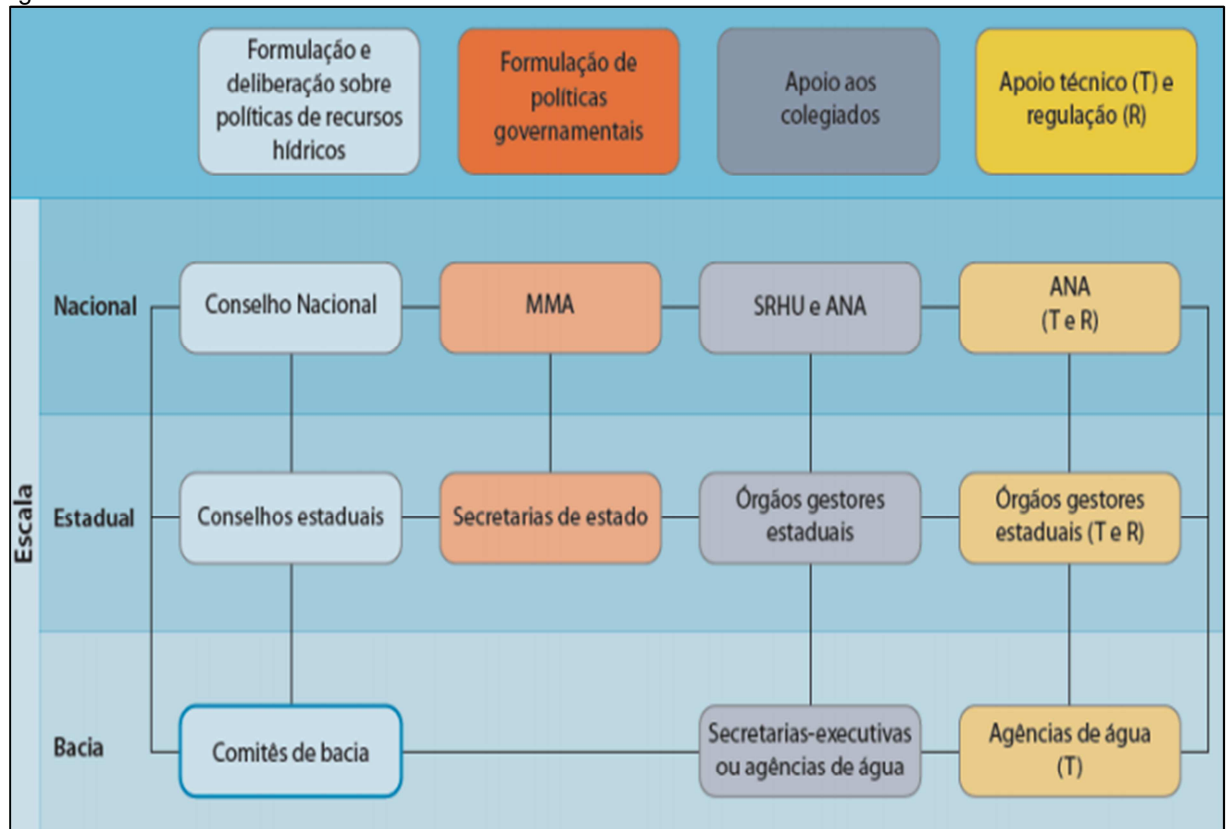 Formulação e
deliberação sobre
políticas de recursos
hídricos
Formulação de
políticas
governamentais
Apoio aos
colegiados
Apoio técnico (T) e
regulação (R)
Escala
Nacional
Conselho Nacional
MMA
SRHU e ANA
ANA
(T e R)
Estadual
Conselhos estaduais
Secretarias de estado
Órgãos gestores
estaduais
Órgãos gestores
estaduais (T e R)
Bacia
Comitês de bacia
Secretarias-executivas
ou agências de água
Agências de água
(T)